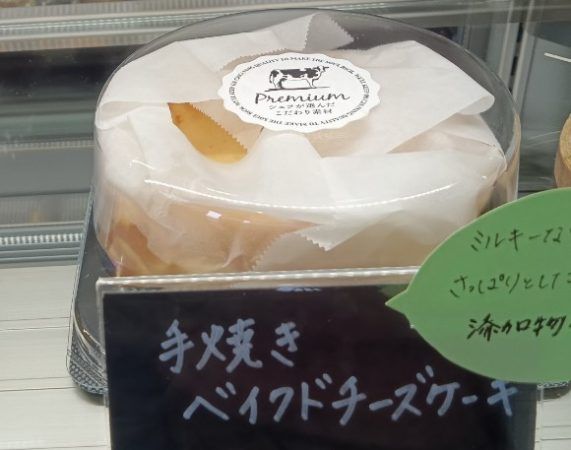 Premium
シェフが選んだ
こだわり素材
ミルキーな
さっぱりとした
添加物
手焼き
ベイクドチーズケーキ